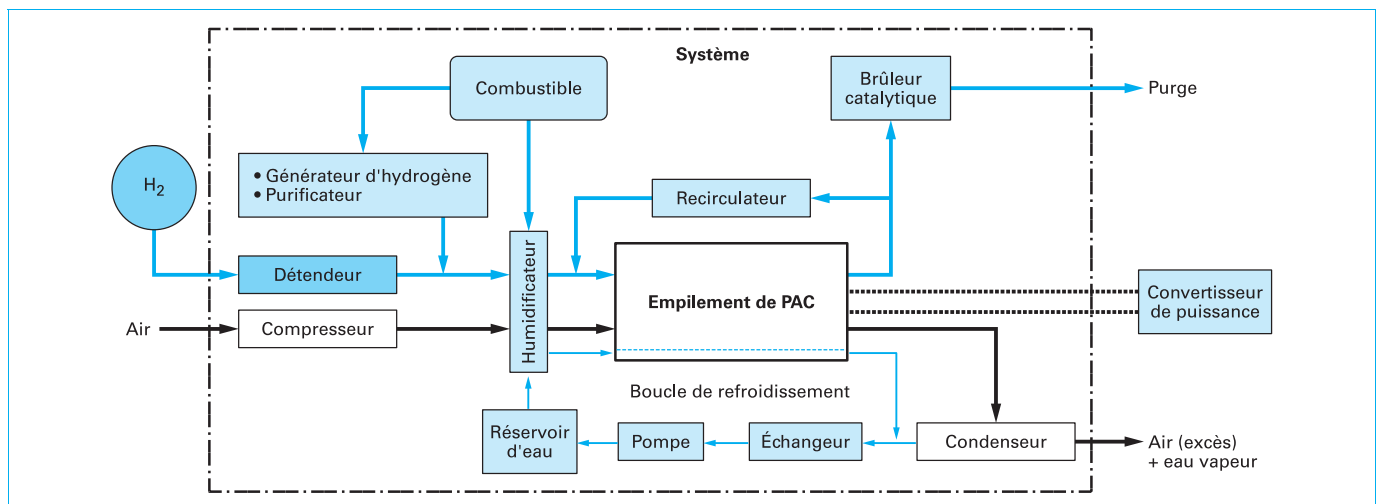 Système
Combustible
Brûleur
catalytique
Purge
H2
• Générateur d'hydrogène
• Purificateur
Recirculateur
Détendeur
Humidificateur
Empilement de PAC
Convertisseur
de puissance
Air
Compresseur
Boucle de refroidissement
Réservoir
d'eau
Pompe
Échangeur
Condenseur
Air (excès)
+ eau vapeur